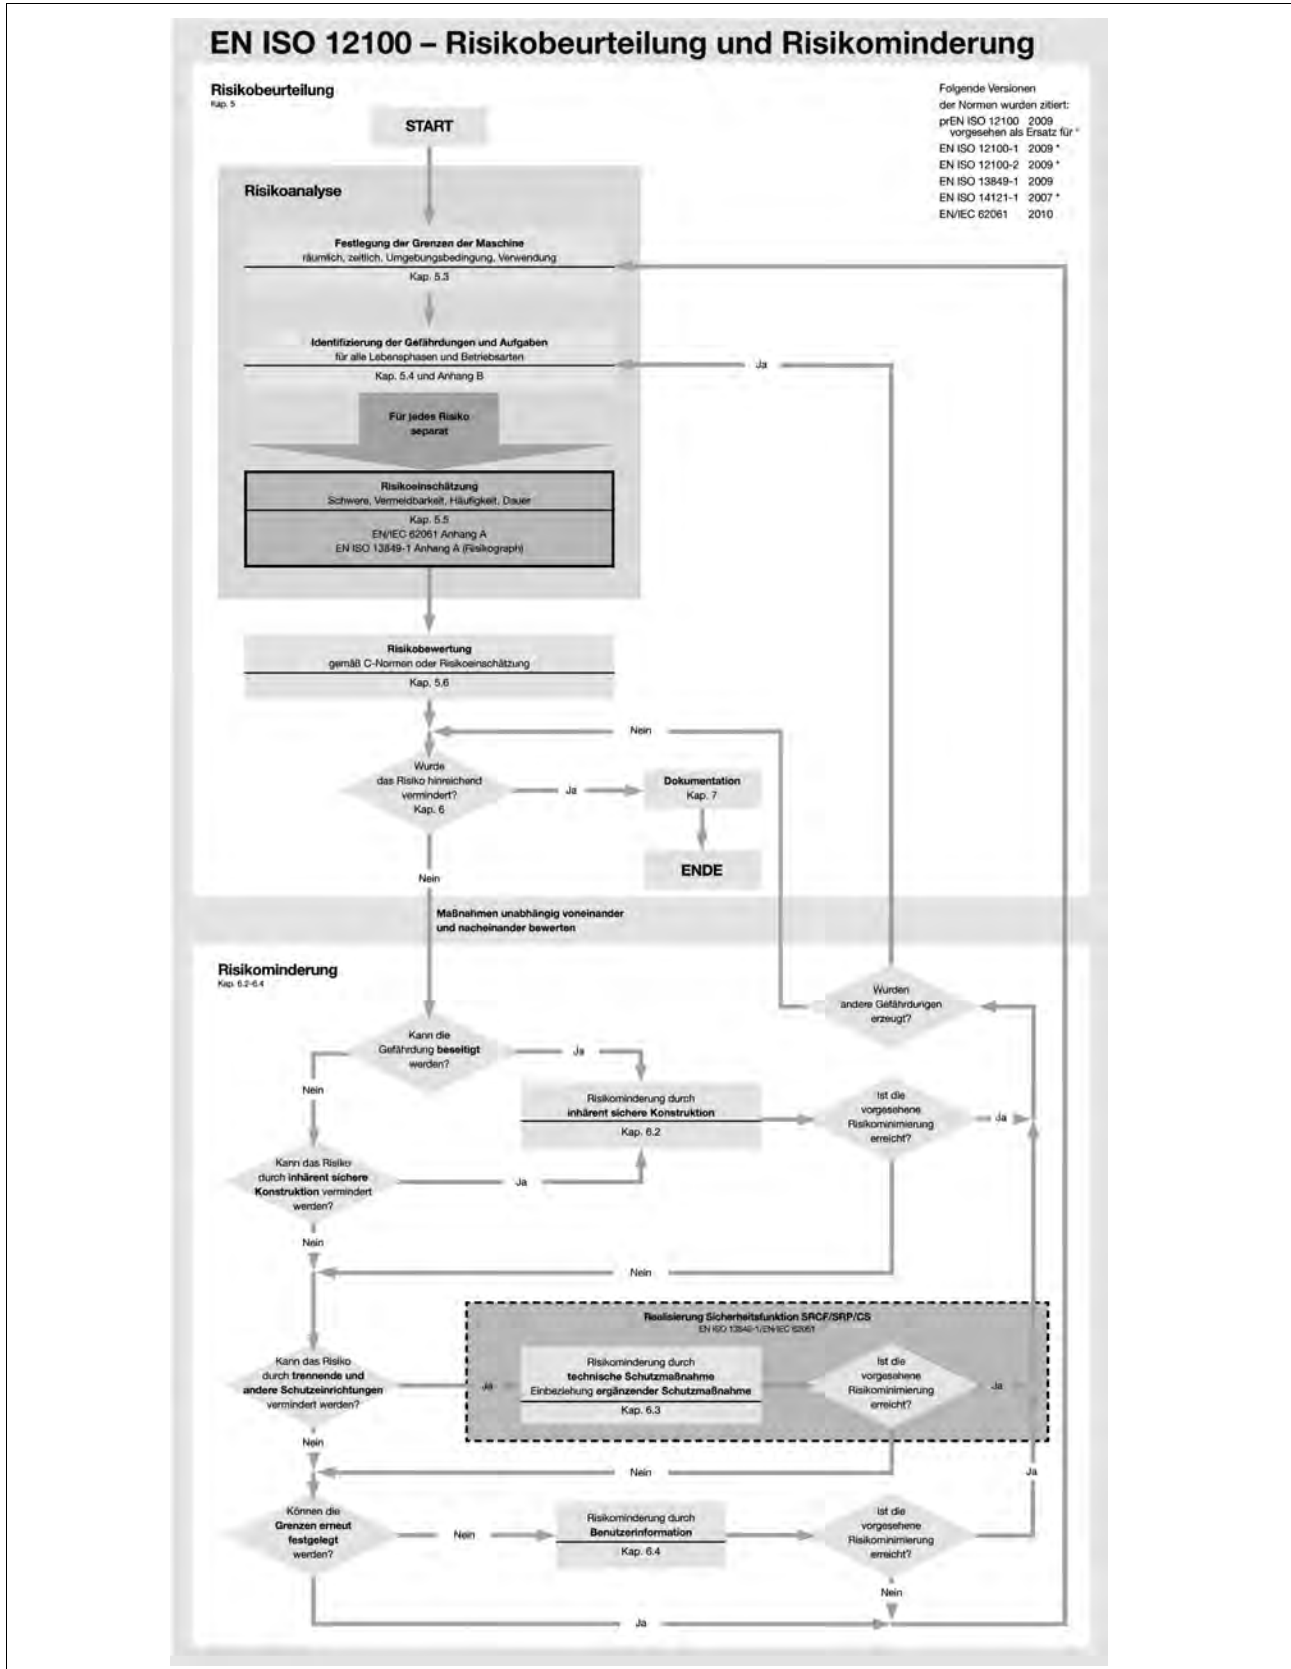 EN ISO 12100 – Risikobeurteilung und Risikominderung
Risikobeurteilung
Kap. 5
Folgende Versionen
der Normen wurden zitiert:
prEN ISO 12100 2009
vorgesehen als Ersatz für *
EN ISO 12100-1 2009 *
EN ISO 12100-2 2009 *
EN ISO 13849-1 2009
EN ISO 14121-1 2007 *
EN/IEC 62061 2010
START
Risikoanalyse
Festlegung der Grenzen der Maschine
räumlich, zeitlich, Umgebungsbedingung, Verwendung
Kap. 5.3
Identifizierung der Gefährdungen und Aufgaben
für alle Lebensphasen und Betriebsarten
Kap. 5.4 und Anhang B
Ja
Für jedes Risiko
separat
Risikoeinschätzung
Schwere, Vermeidbarkeit, Häufigkeit, Dauer
Kap. 5.5
EN/IEC 62061 Anhang A
EN ISO 13849-1 Anhang A (Risikograph)
Risikobewertung
gemäß C-Normen oder Risikoeinschätzung
Kap. 5.6
Nein
Wurde
das Risiko hinreichend
vermindert?
Kap. 6
Ja
Dokumentation
Kap. 7
ENDE
Nein
Maßnahmen unabhängig voneinander
und nacheinander bewerten
Risikominderung
Kap. 6.2-6.4
Wurden
andere Gefährdungen
erzeugt?
Kann die
Gefährdung beseitigt
werden?
Ja
Nein
Risikominderung durch
inhärent sichere Konstruktion
Kap. 6.2
Ist die
vorgesehene
Risikominimierung
erreicht?
Ja
Kann das Risiko
durch inhärent sichere
Konstruktion vermindert
werden?
Ja
Nein
Nein
Realisierung Sicherheitsfunktion SRCF/SRP/CS
EN ISO 13849-1/EN/IEC 62061
Kann das Risiko
durch trennende und
andere Schutzeinrichtungen
vermindert werden?
Ja
Risikominderung durch
technische Schutzmaßnahme
Einbeziehung ergänzender Schutzmaßnahme
Kap. 6.3
Ist die
vorgesehene
Risikominimierung
erreicht?
Ja
Nein
Nein
Ja
Können die
Grenzen erneut
festgelegt
werden?
Nein
Risikominderung durch
Benutzerinformation
Kap. 6.4
Ist die
vorgesehene
Risikominimierung
erreicht?
Nein
Ja